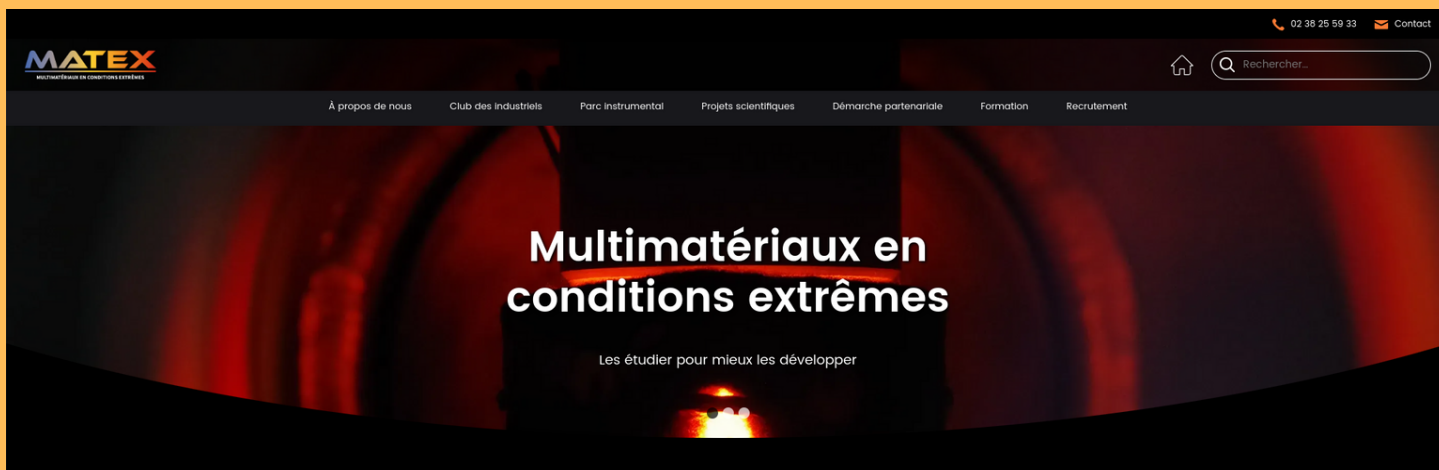 02 38 25 59 33 Contact
MATEX
MULTIMATÉRIAUX EN CONDITIONS EXTRÊMES
Rechercher...
À propos de nous Club des industriels Parc instrumental Projets scientifiques Démarche partenariale Formation Recrutement
Multimatériaux en
conditions extrêmes
Les étudier pour mieux les développer